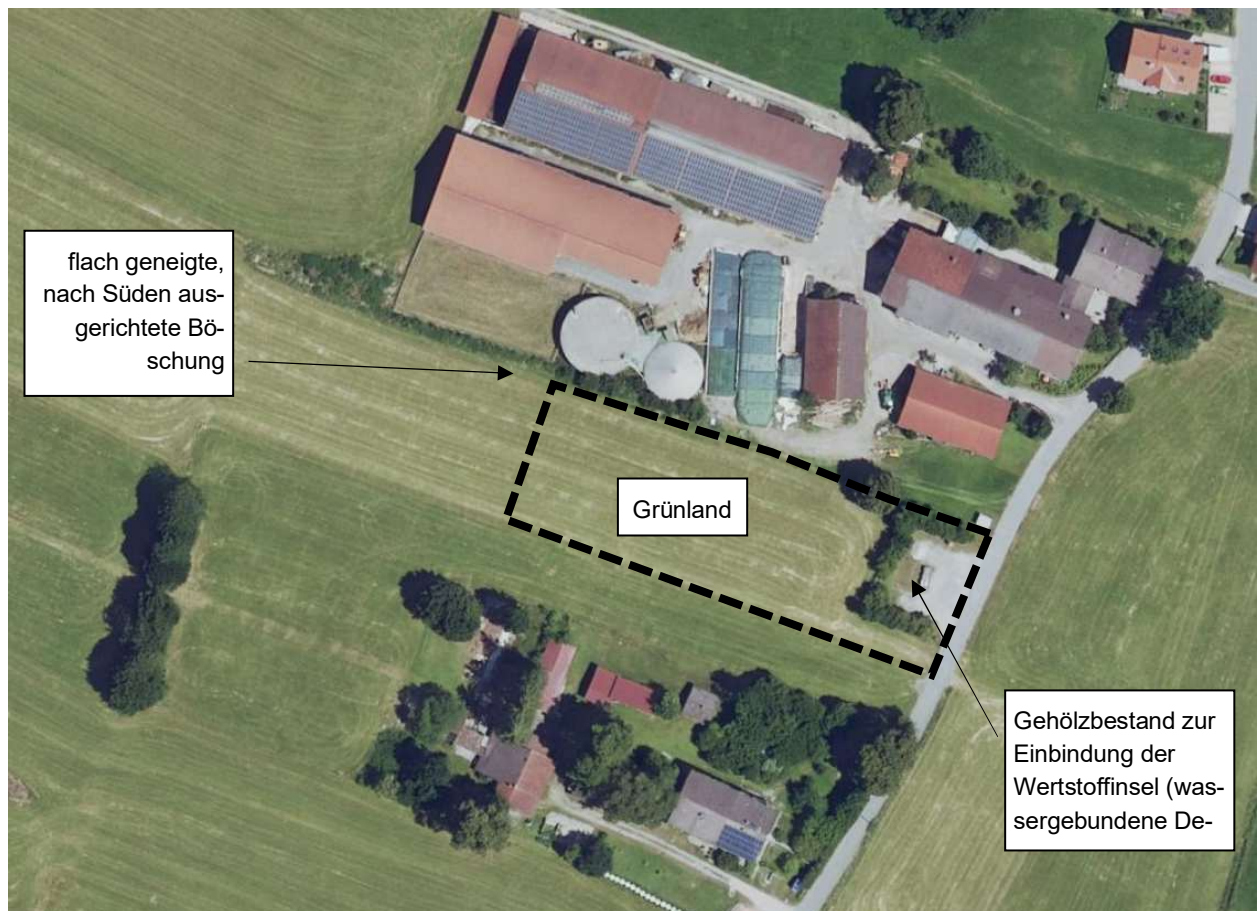 flach geneigte,
nach Süden aus-
gerichtete Bö-
schung
Grünland
Gehölzbestand zur
Einbindung der
Wertstoffinsel (was-
sergebundene De-